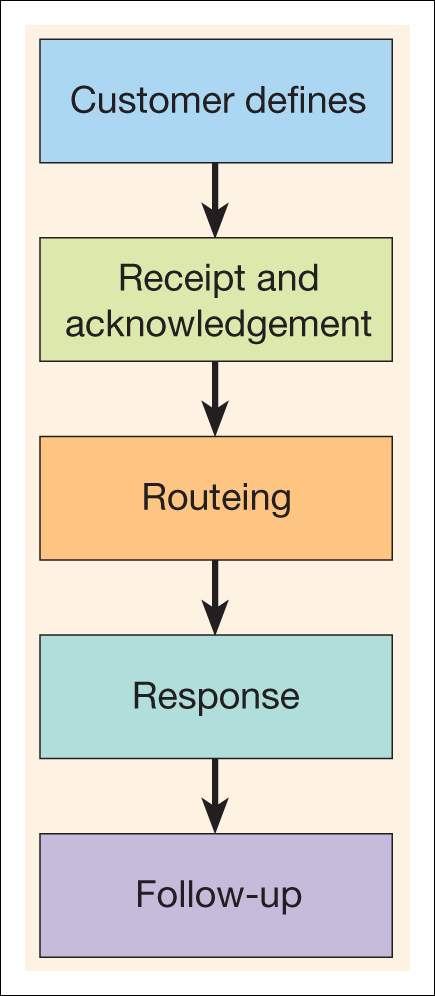 Customer defines
Receipt and
acknowledgement
Routeing
Response
Follow-up